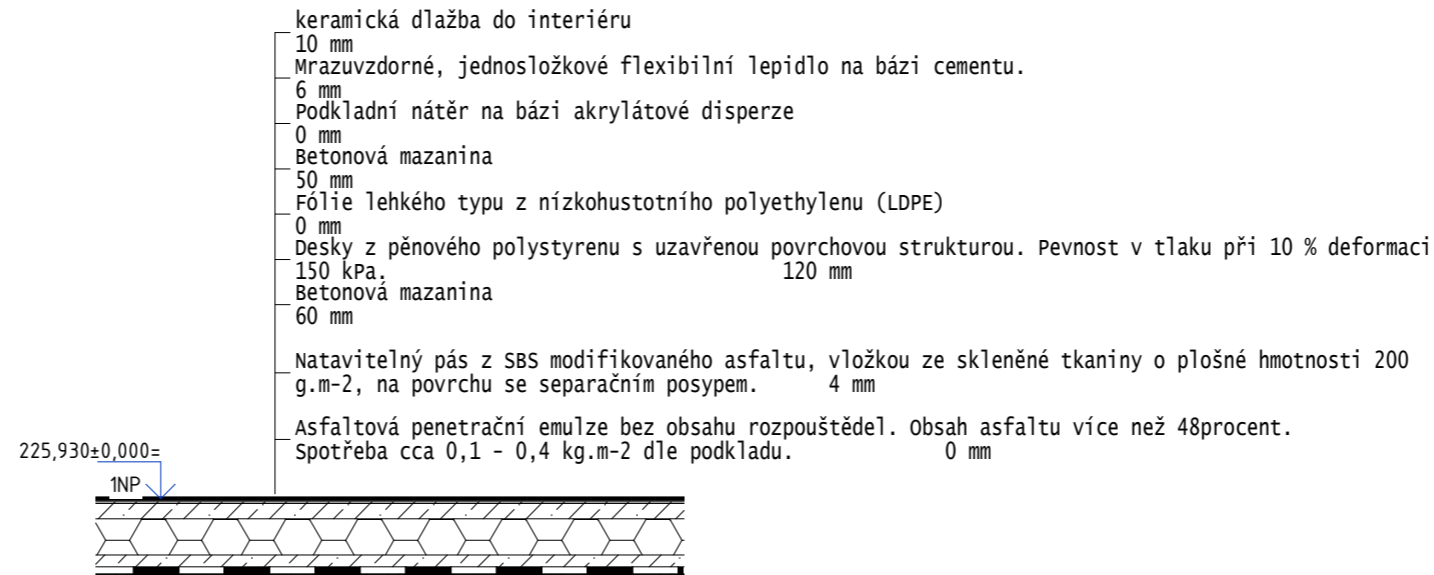 keramická dlažba do interiéru
10 mm
Mrazuvzdorné, jednosložkové flexibilní lepidlo na bázi cementu.
6 mm
Podkladní nátěr na bázi akrylátové disperze
0 mm
Betonová mazanina
50 mm
Fólie lehkého typu z nízkohustotního polyethylenu (LDPE)
0 mm
Desky z pěnového polystyrenu s uzavřenou povrchovou strukturou. Pevnost v tlaku při 10 % deformaci
150 kPa. 120 mm
Betonová mazanina
60 mm
Natavitelný pás z SBS modifikovaného asfaltu, vložkou ze skleněné tkaniny o plošné hmotnosti 200
g.m-2, na povrchu se separačním posypem. 4 mm
Asfaltová penetrační emulze bez obsahu rozpouštědel. Obsah asfaltu více než 48procent.
Spotřeba cca 0,1 - 0,4 kg.m-2 dle podkladu. 0 mm
225,930±0,000=
1NP